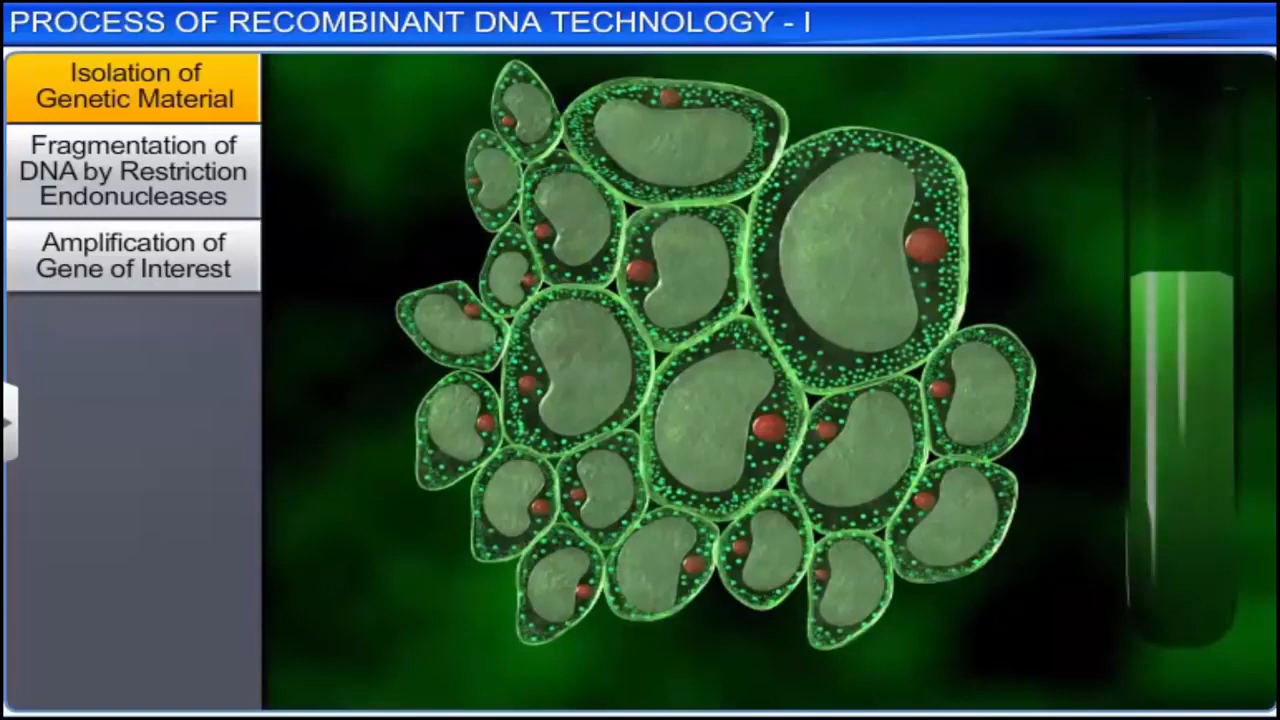 PROCESS OF RECOMBINANT DNA TECHNOLOGY - I
Isolation of
Genetic Material
Fragmentation of
DNA by Restriction
Endonucleases
Amplification of
Gene of Interest